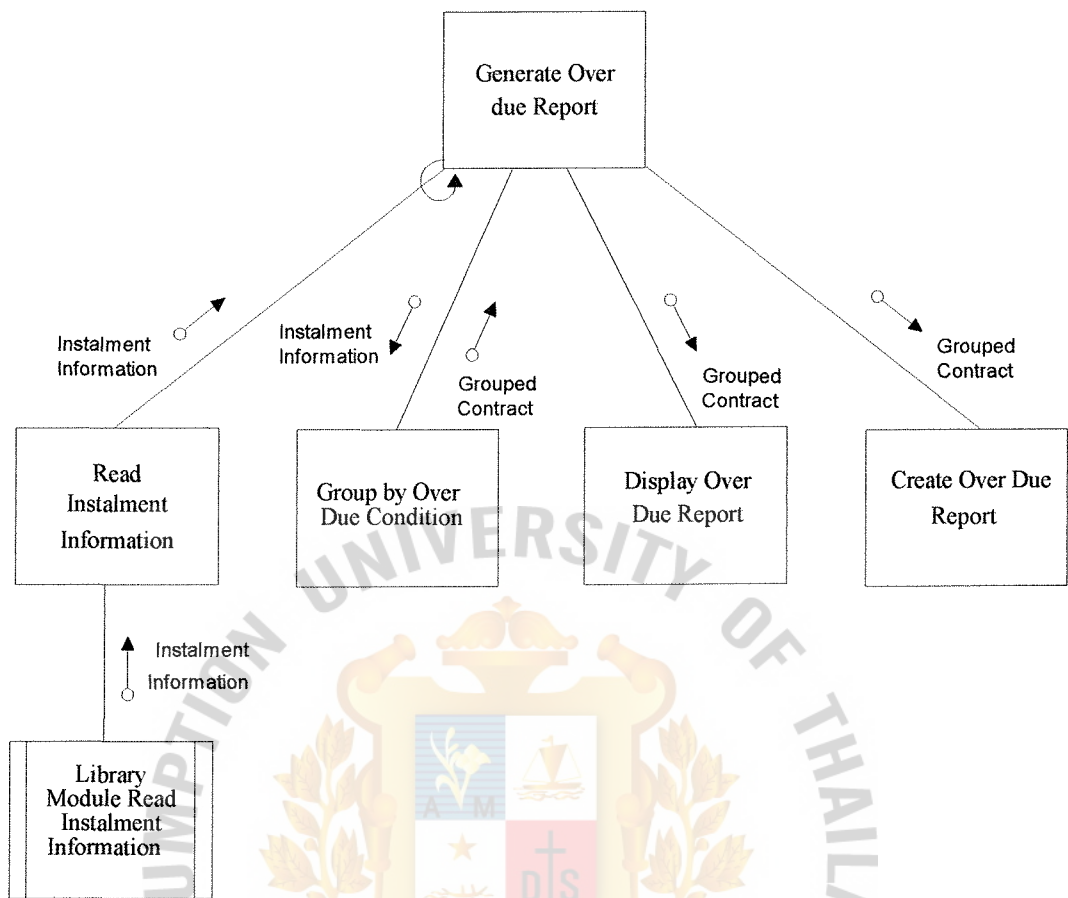 Generate Over
due Report
Instalment
Information
Instalment
Information
Grouped
Contract
Grouped
Contract
Grouped
Contract
Read
Instalment
Information
Group by Over
Due Condition
Display Over
Due Report
Create Over Due
Report
Instalment
Information
Library
Module Read
Instalment
Information
UNIVERSITY OF
A M
D S